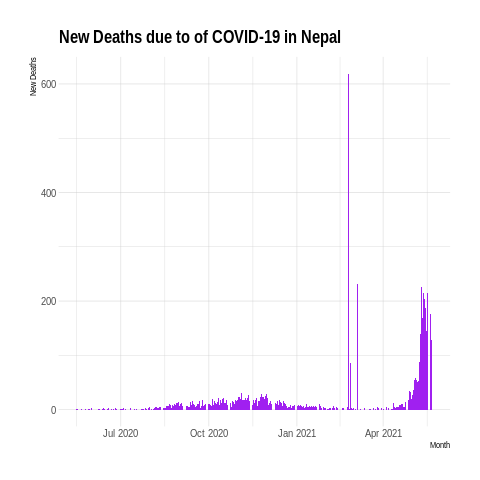 New Deaths due to of COVID-19 in Nepal
New Deaths
600
400
200
0
Jul 2020 Oct 2020 Jan 2021 Apr 2021
Month